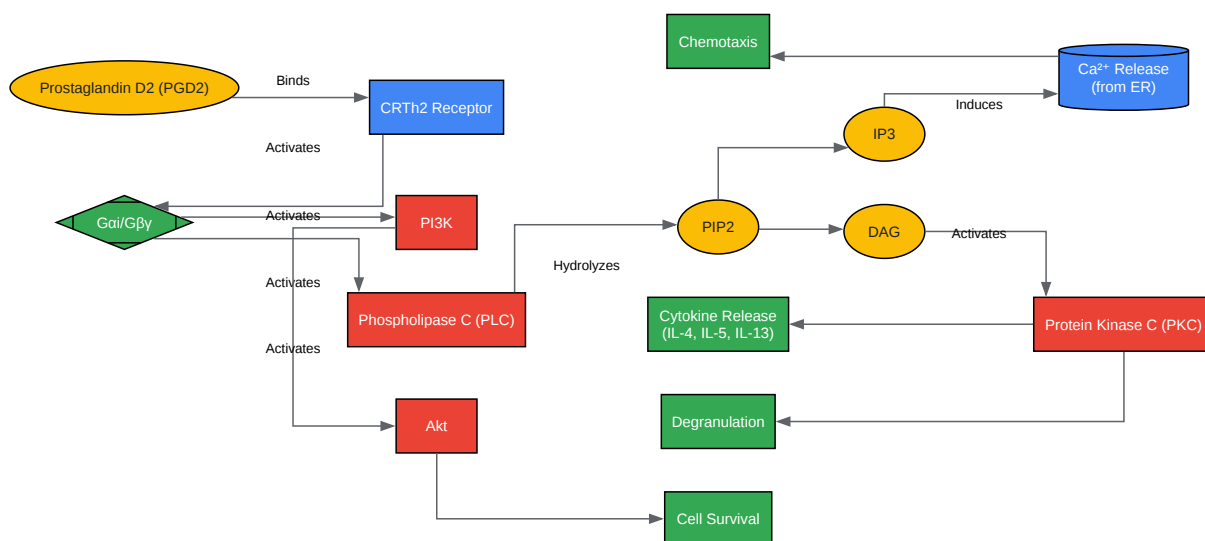 Chemotaxis
Prostaglandin D2 (PGD2)
Binds
CRTh2 Receptor
Ca²⁺ Release
(from ER)
Induces
IP3
Activates
Gαi/Gβγ
Activates
PI3K
PIP2
DAG
Activates
Hydrolyzes
Activates
Phospholipase C (PLC)
Cytokine Release
(IL-4, IL-5, IL-13)
Protein Kinase C (PKC)
Activates
Akt
Degranulation
Cell Survival